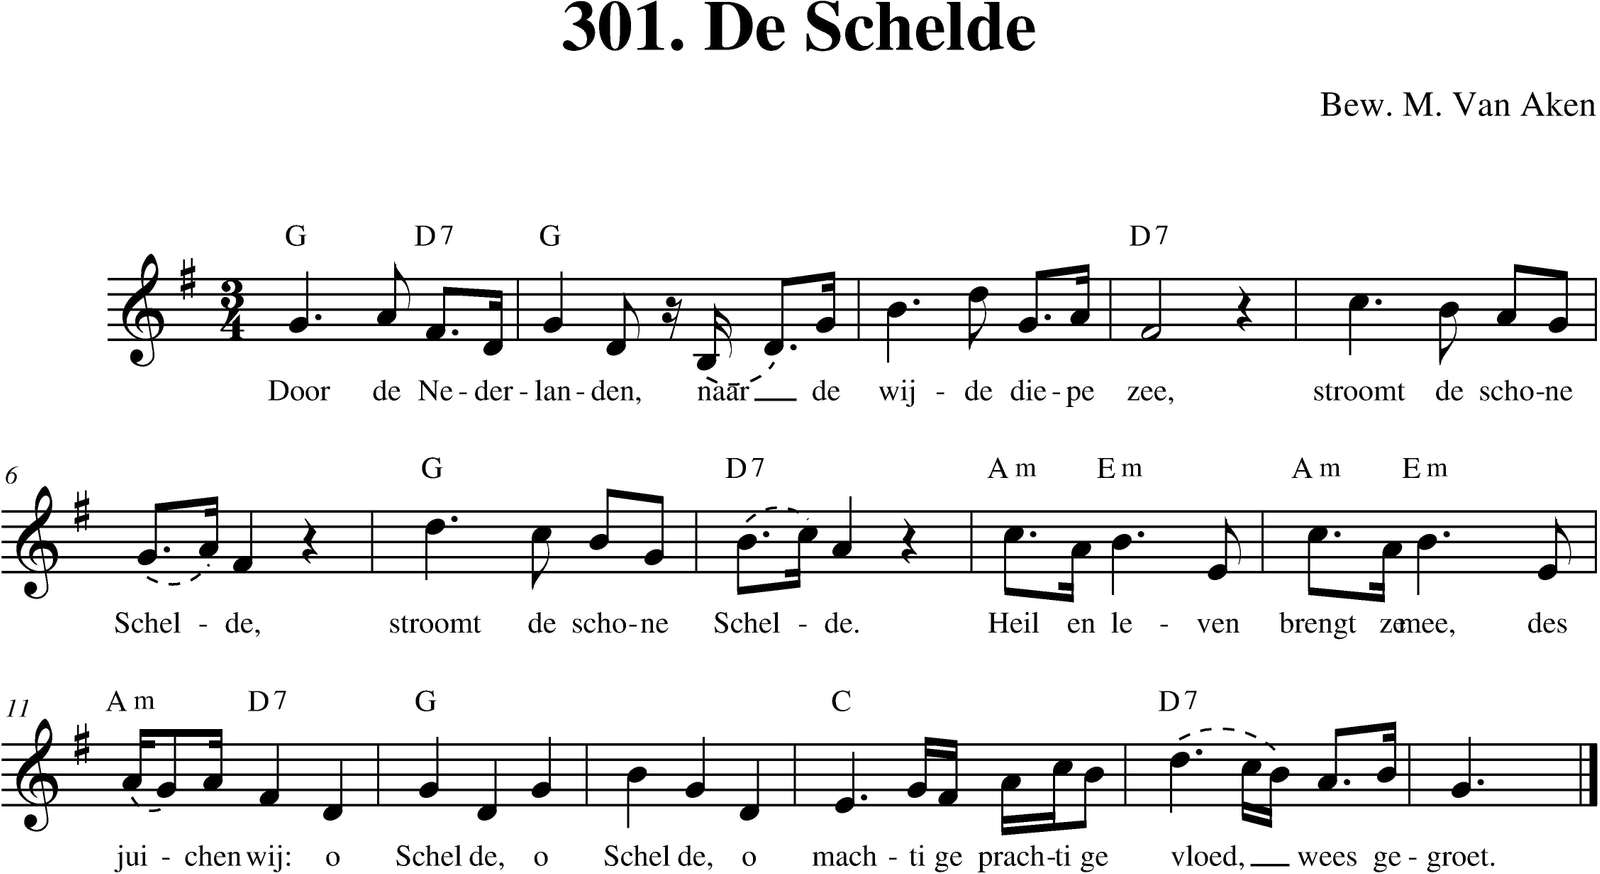 301. De Schelde
Bew. M. Van Aken
G D7 G D7
3
4
Door de Ne - der - lan - den, naar de wij - de die - pe zee, stroomt de scho - ne
6 G D7 Am Em Am Em
Schel - de, stroomt de scho - ne Schel - de. Heil en le - ven brengt ze mee, des
11 Am D7 G C D7
jui - chen wij: o Schel de, o Schel de, o mach - ti ge prach - ti ge vloed, wees ge - groet.